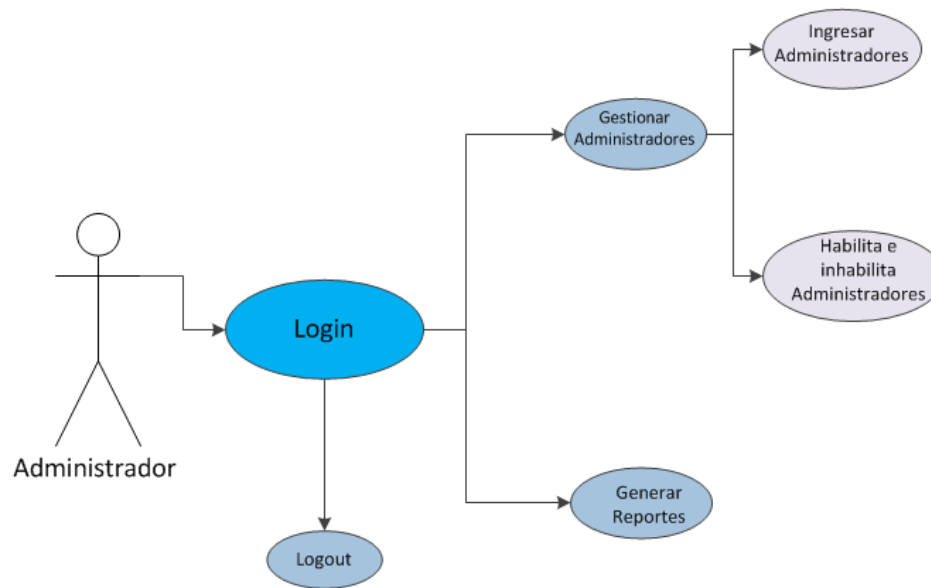 Ingresar
Administradores
Gestionar
Administradores
Habilita e
inhabilita
Administradores
Login
Administrador
Generar
Reportes
Logout